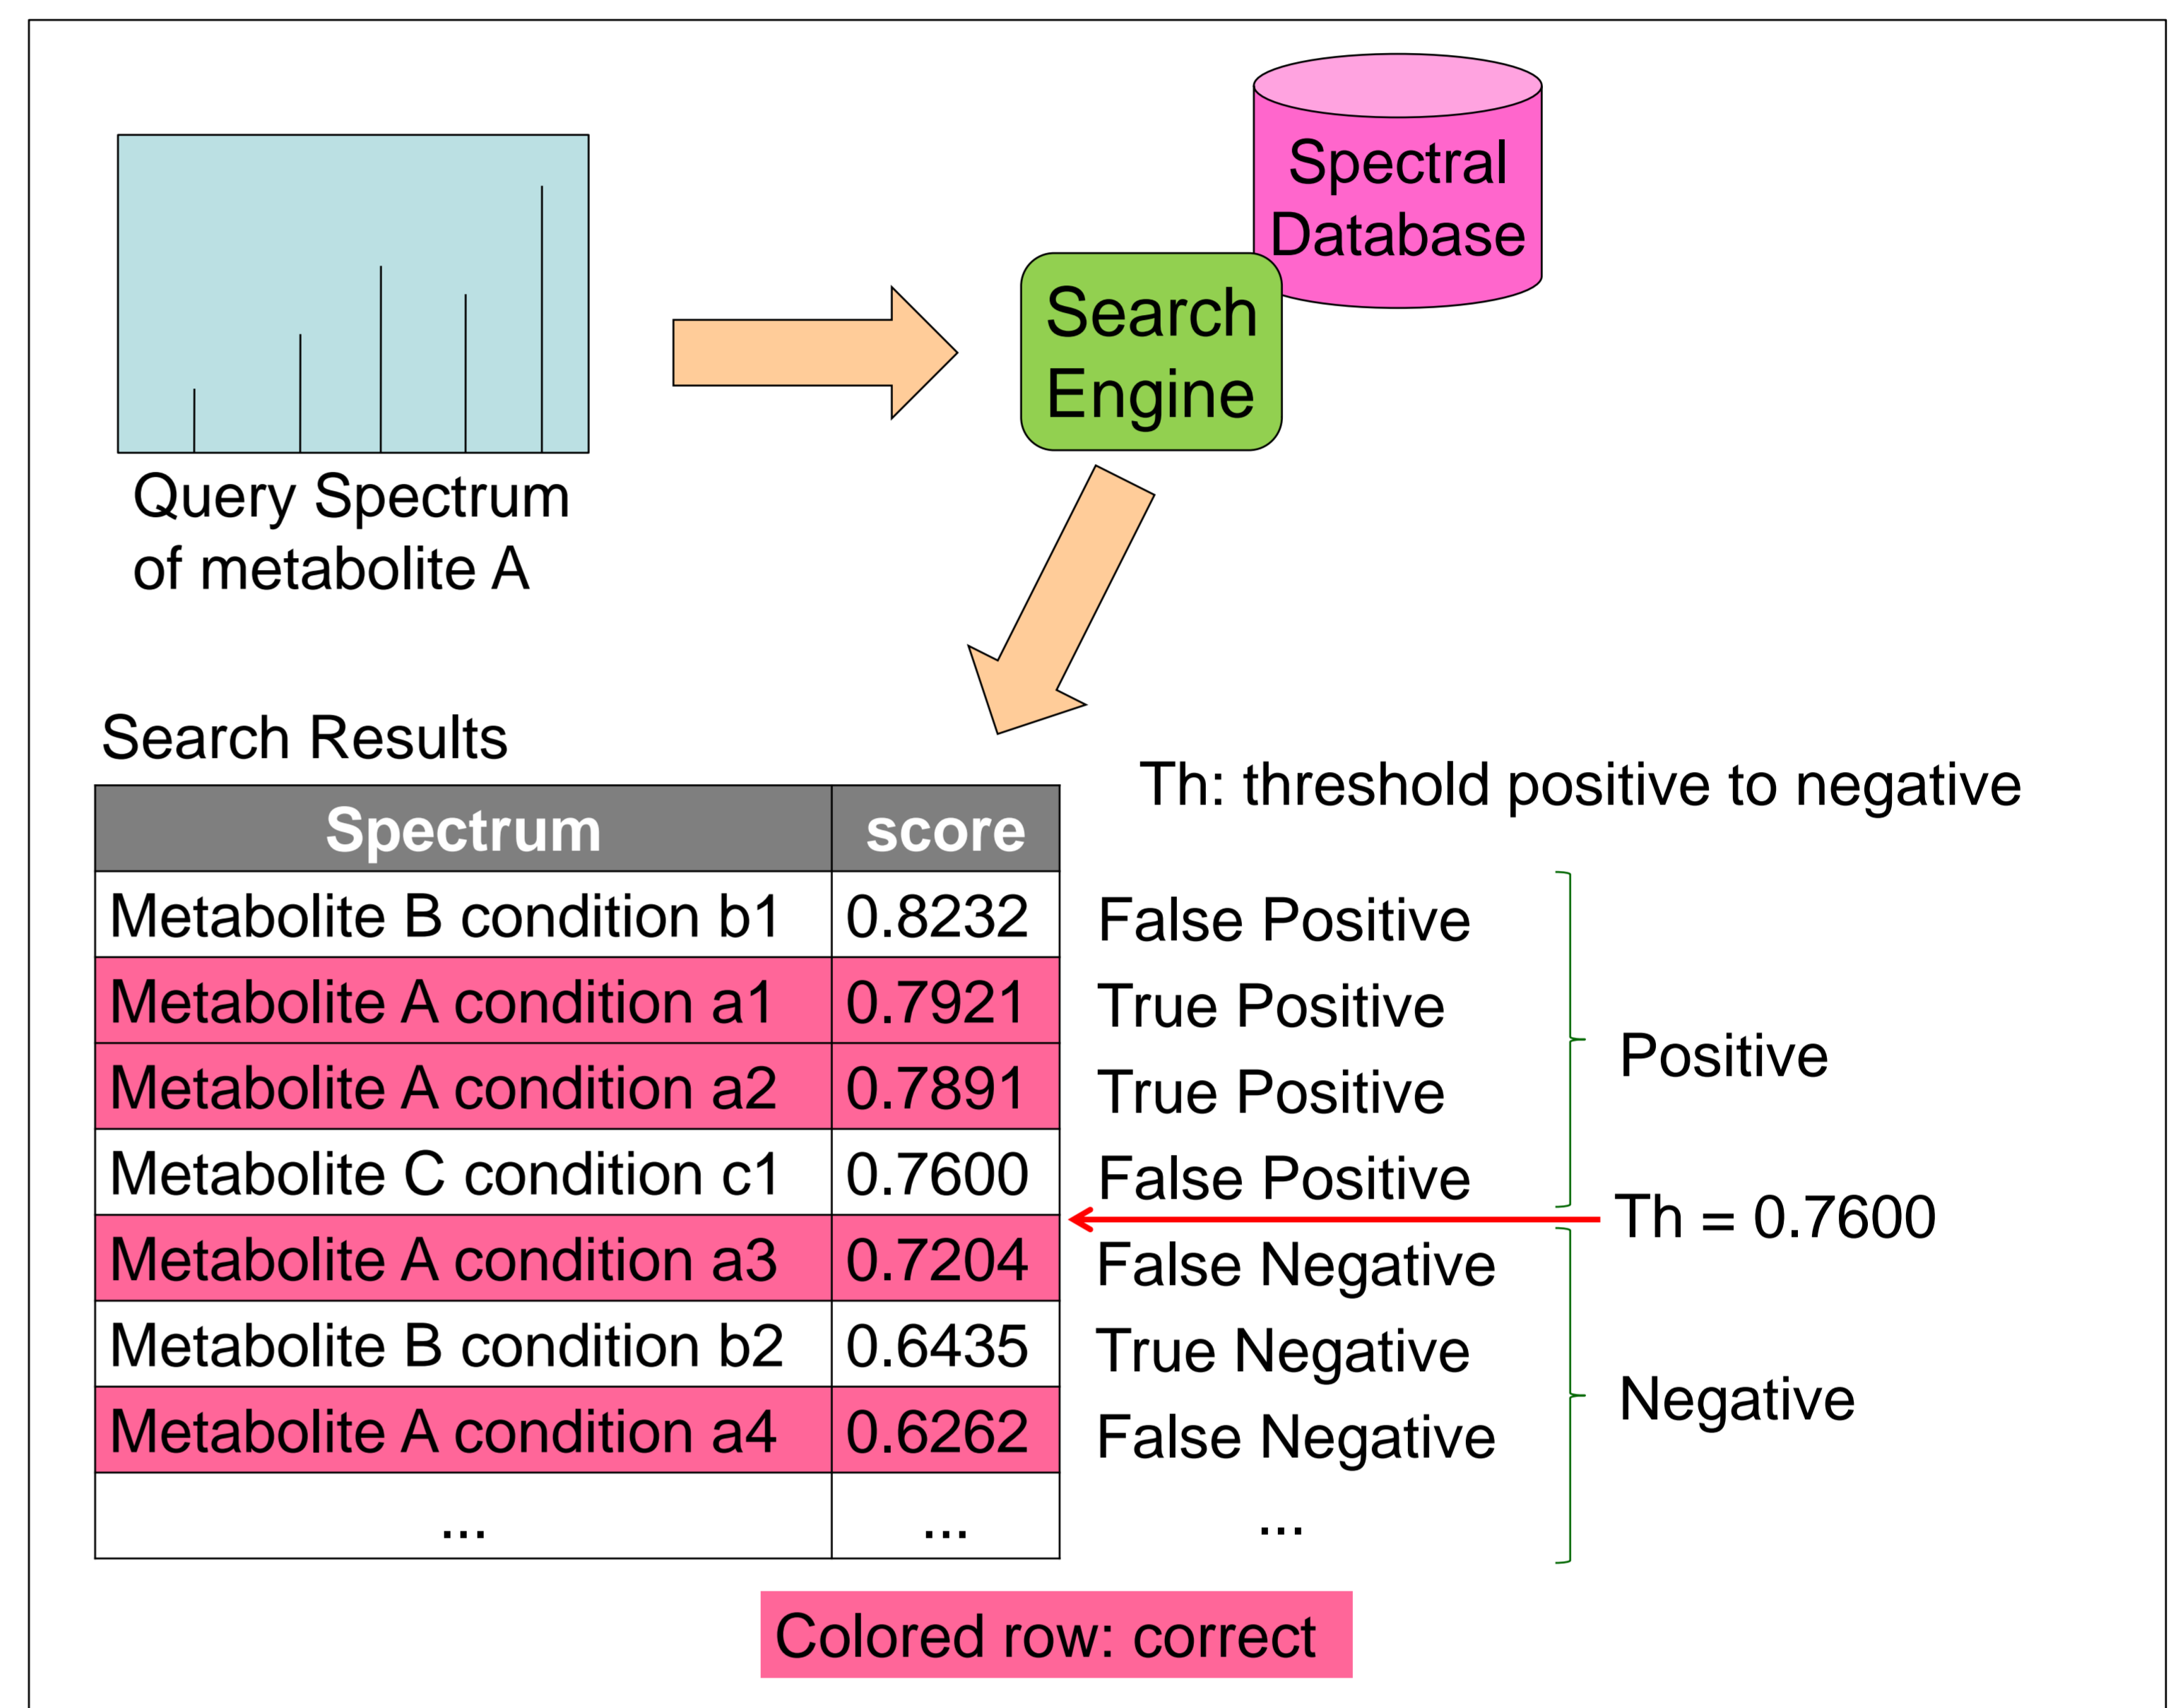 Spectral
Database
Search
Engine
Query Spectrum
of metabolite A
Search Results
Th: threshold positive to negative
Spectrum score
Metabolite B condition b1 0.8232 False Positive
Metabolite A condition a1 0.7921 True Positive
Metabolite A condition a2 0.7891 True Positive
Positive
Metabolite C condition c1 0.7600 False Positive
Th = 0.7600
Metabolite A condition a3 0.7204 False Negative
Metabolite B condition b2 0.6435 True Negative
Negative
Metabolite A condition a4 0.6262 False Negative
... ... ...
Colored row: correct